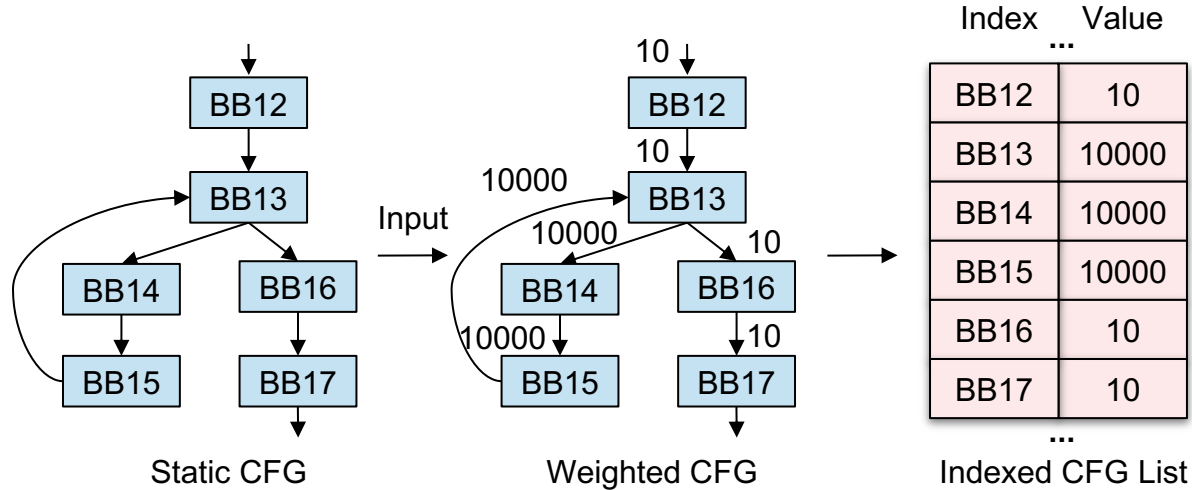 Index Value
...
10
BB12 BB12 BB12 10
10
BB13 10000
10000
BB13 BB13
Input
10000 10
BB14 10000
BB14 BB16 BB14 BB16
BB15 10000
10000 10
BB16 10
BB15 BB17 BB15 BB17
BB17 10
...
Static CFG Weighted CFG Indexed CFG List